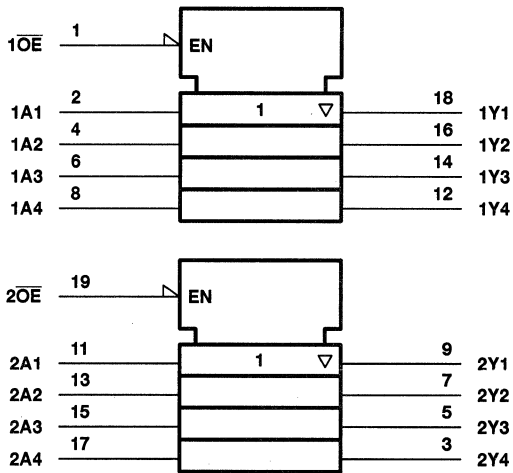 1
1O̅E̅ EN
2 1 ▽ 18
1A1 1Y1
4 16
1A2 1Y2
6 14
1A3 1Y3
8 12
1A4 1Y4
19
2O̅E̅ EN
11 1 ▽ 9
2A1 2Y1
13 7
2A2 2Y2
15 5
2A3 2Y3
17 3
2A4 2Y4